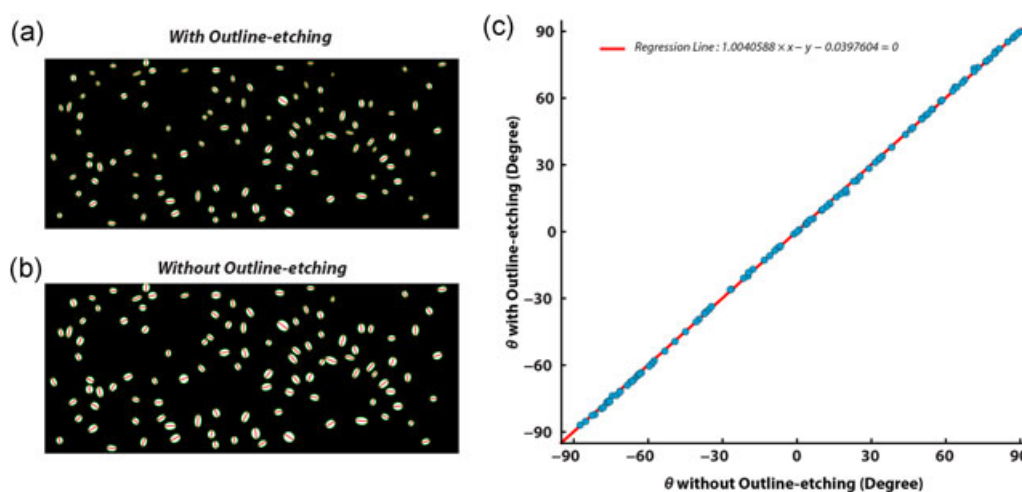 (a)
With Outline-etching
(b)
Without Outline-etching
(c)
Regression Line : 1.0040588 × x − y − 0.0397604 = 0
θ with Outline-etching (Degree)
90
60
30
0
−30
−60
−90
−90
−60
−30
0
30
60
90
θ without Outline-etching (Degree)